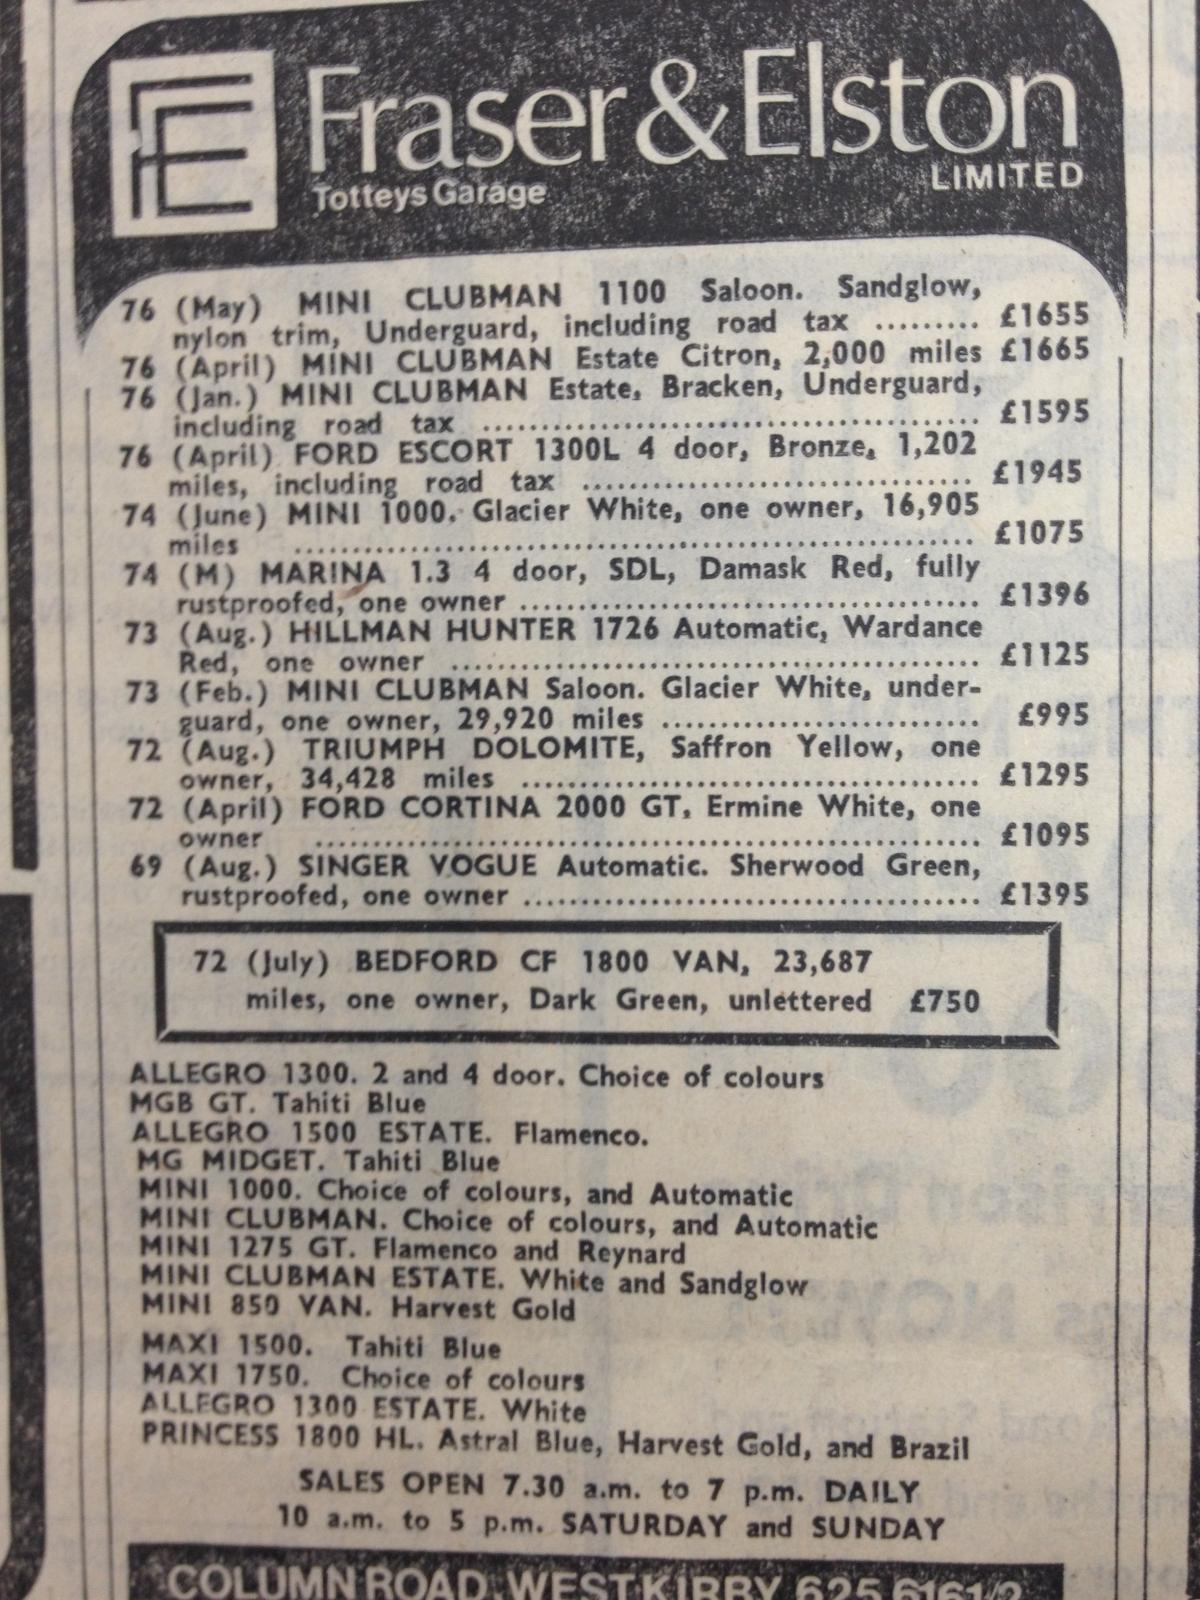 Fraser & Elston
LIMITED
Totteys Garage
76 (May) MINI CLUBMAN 1100 Saloon. Sandglow,
nylon trim, Underguard, including road tax ......... £1655
76 (April) MINI CLUBMAN Estate Citron, 2,000 miles £1665
76 (Jan.) MINI CLUBMAN Estate, Bracken, Underguard,
including road tax ........................................ £1595
76 (April) FORD ESCORT 1300L 4 door, Bronze, 1,202
miles, including road tax ................................ £1945
74 (June) MINI 1000. Glacier White, one owner, 16,905
miles ...................................................... £1075
74 (M) MARINA 1.3 4 door, SDL, Damask Red, fully
rustproofed, one owner ..................................... £1396
73 (Aug.) HILLMAN HUNTER 1726 Automatic, Wardance
Red, one owner ........................................... £1125
73 (Feb.) MINI CLUBMAN Saloon. Glacier White, under-
guard, one owner, 29,920 miles ........................... £995
72 (Aug.) TRIUMPH DOLOMITE, Saffron Yellow, one
owner, 34,428 miles ..................................... £1295
72 (April) FORD CORTINA 2000 GT, Ermine White, one
owner ..................................................... £1095
69 (Aug.) SINGER VOGUE Automatic. Sherwood Green,
rustproofed, one owner ..................................... £1395
72 (July) BEDFORD CF 1800 VAN, 23,687
miles, one owner, Dark Green, unlettered £750
ALLEGRO 1300. 2 and 4 door. Choice of colours
MGB GT. Tahiti Blue
ALLEGRO 1500 ESTATE. Flamenco.
MG MIDGET. Tahiti Blue
MINI 1000. Choice of colours, and Automatic
MINI CLUBMAN. Choice of colours, and Automatic
MINI 1275 GT. Flamenco and Reynard
MINI CLUBMAN ESTATE. White and Sandglow
MINI 850 VAN. Harvest Gold
MAXI 1500. Tahiti Blue
MAXI 1750. Choice of colours
ALLEGRO 1300 ESTATE. White
PRINCESS 1800 HL. Astral Blue, Harvest Gold, and Brazil
SALES OPEN 7.30 a.m. to 7 p.m. DAILY
10 a.m. to 5 p.m. SATURDAY and SUNDAY
COLUMN ROAD, WEST KIRBY 625 6161/2